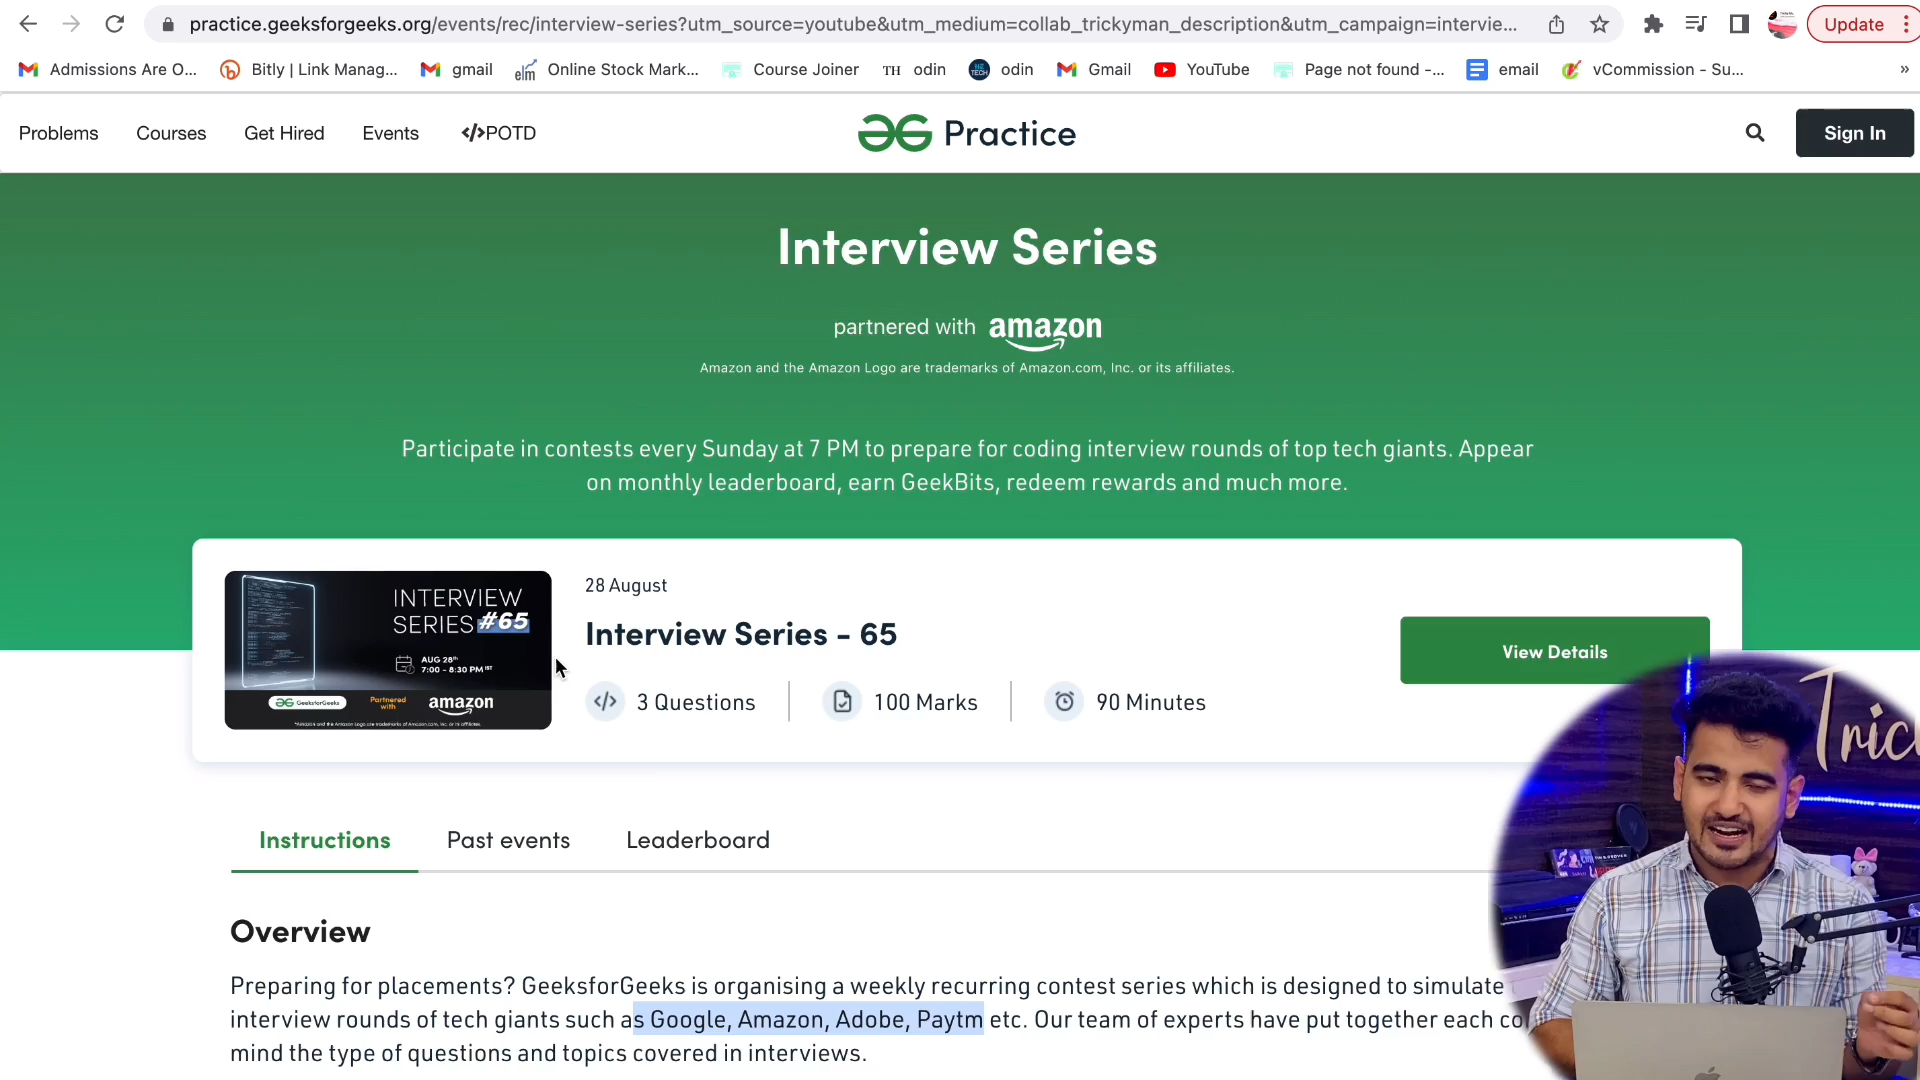 practice.geeksforgeeks.org/events/rec/interview-series?utm_source=youtube&utm_medium=collab_trickyman_description&utm_campaign=intervie...
Update
Admissions Are O...
Bitly | Link Manag...
gmail
elm
Online Stock Mark...
Course Joiner
TH
odin
odin
Gmail
YouTube
Page not found -...
email
vCommission - Su...
»
Problems
Courses
Get Hired
Events
</>POTD
Practice
Sign In
Interview Series
partnered with amazon
Amazon and the Amazon Logo are trademarks of Amazon.com, Inc. or its affiliates.
Participate in contests every Sunday at 7 PM to prepare for coding interview rounds of top tech giants. Appear
on monthly leaderboard, earn GeekBits, redeem rewards and much more.
INTERVIEW
SERIES #65
AUG 28th
7:00 - 8:30 PM IST
GeeksforGeeks
Partnered
with
amazon
28 August
Interview Series - 65
</> 3 Questions
100 Marks
90 Minutes
View Details
Tric
Instructions
Past events
Leaderboard
Overview
Preparing for placements? GeeksforGeeks is organising a weekly recurring contest series which is designed to simulate
interview rounds of tech giants such as Google, Amazon, Adobe, Paytm etc. Our team of experts have put together each co
mind the type of questions and topics covered in interviews.